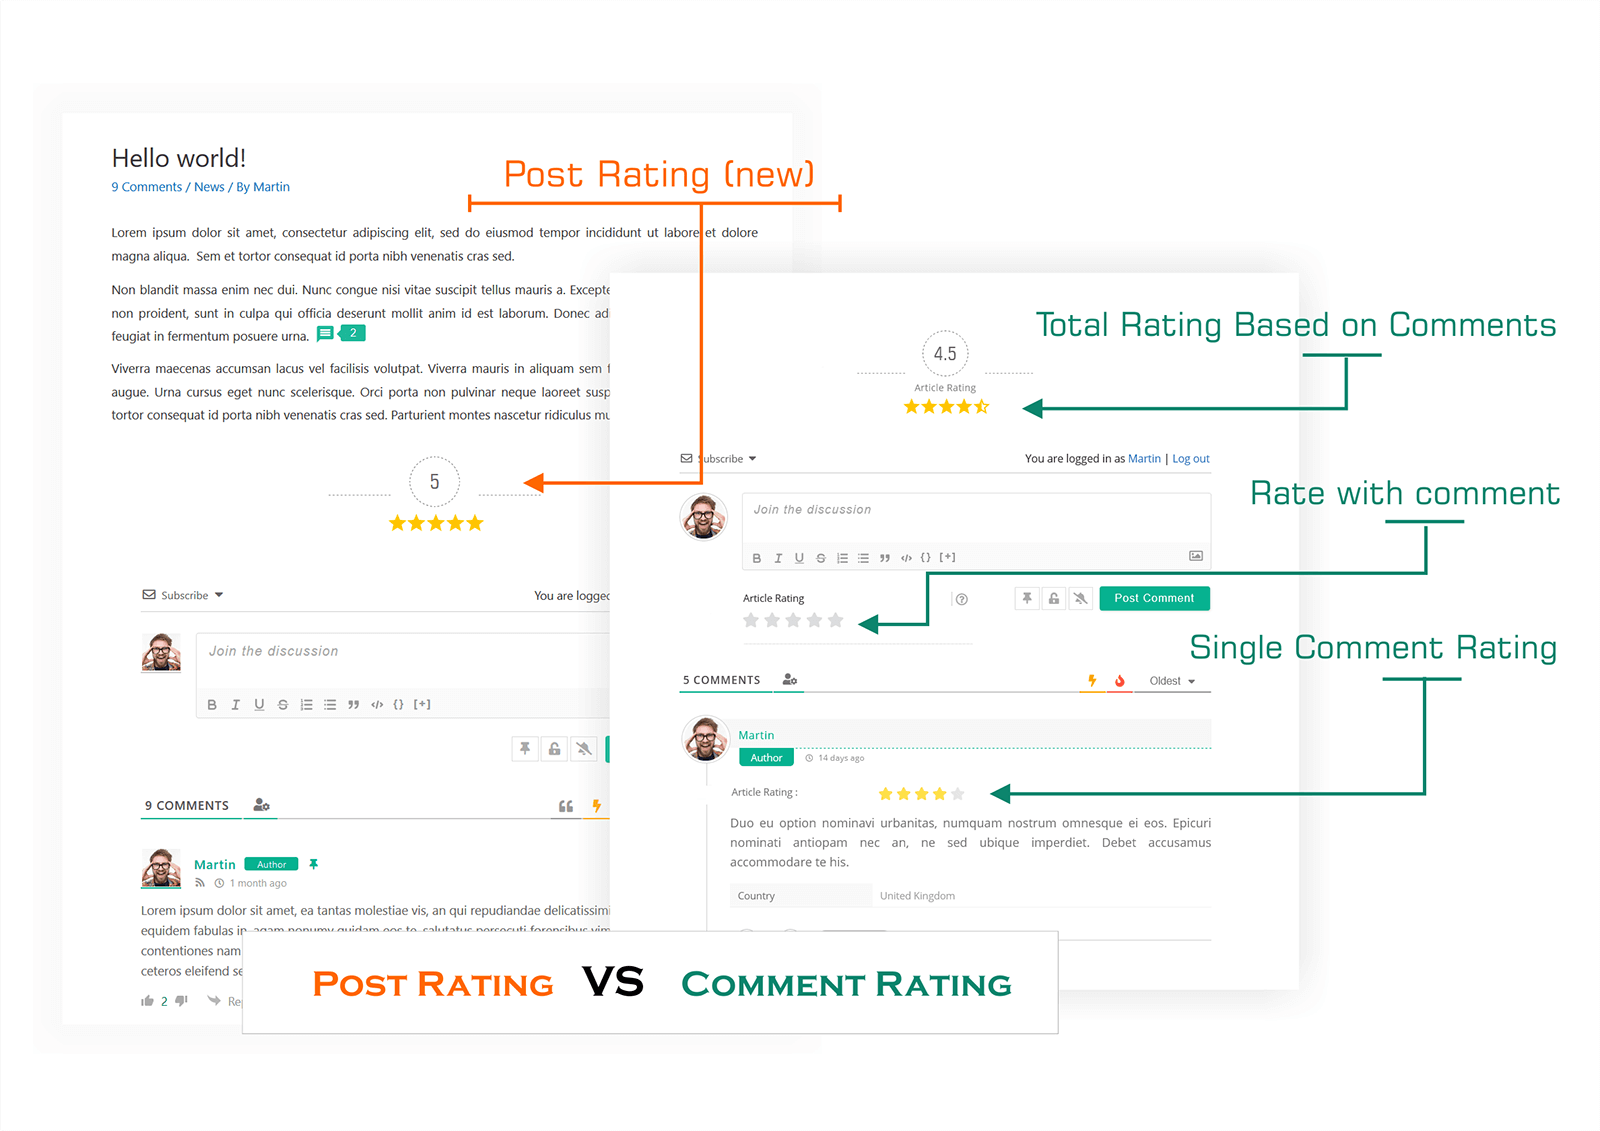 Hello world!
9 Comments / News / By Martin
Post Rating (new)
Lorem ipsum dolor sit amet, consectetur adipiscing elit, sed do eiusmod tempor incididunt ut labore et dolore
magna aliqua. Sem et tortor consequat id porta nibh venenatis cras sed.
Non blandit massa enim nec dui. Nunc congue nisi vitae suscipit tellus mauris a. Excepte
non proident, sunt in culpa qui officia deserunt mollit anim id est laborum. Donec ad
feugiat in fermentum posuere urna. 2
Viverra maecenas accumsan lacus vel facilisis volutpat. Viverra mauris in aliquam sem f
augue. Urna cursus eget nunc scelerisque. Orci porta non pulvinar neque laoreet susp
tortor consequat id porta nibh venenatis cras sed. Parturient montes nascetur ridiculus mu
5
Subscribe
You are logged
Join the discussion
B I U S </> {} [+]
9 COMMENTS
Martin Author
1 month ago
Lorem ipsum dolor sit amet, ea tantas molestiae vis, an qui repudiandae delicatissimi
equidem fabulas in, agam nonumy quidam eos te, salutatus persecuti forensibus vim
contentiones nam
ceteros eleifend se
2 Re
Total Rating Based on Comments
4.5
Article Rating
Subscribe
You are logged in as Martin | Log out
Rate with comment
Join the discussion
B I U S </> {} [+]
Article Rating
Post Comment
Single Comment Rating
5 COMMENTS
Oldest
Martin
Author 14 days ago
Article Rating :
Duo eu option nominavi urbanitas, numquam nostrum omnesque ei eos. Epicuri
nominati antiopam nec an, ne sed ubique imperdiet. Debet accusamus
accommodare te his.
Country United Kingdom
POST RATING VS COMMENT RATING